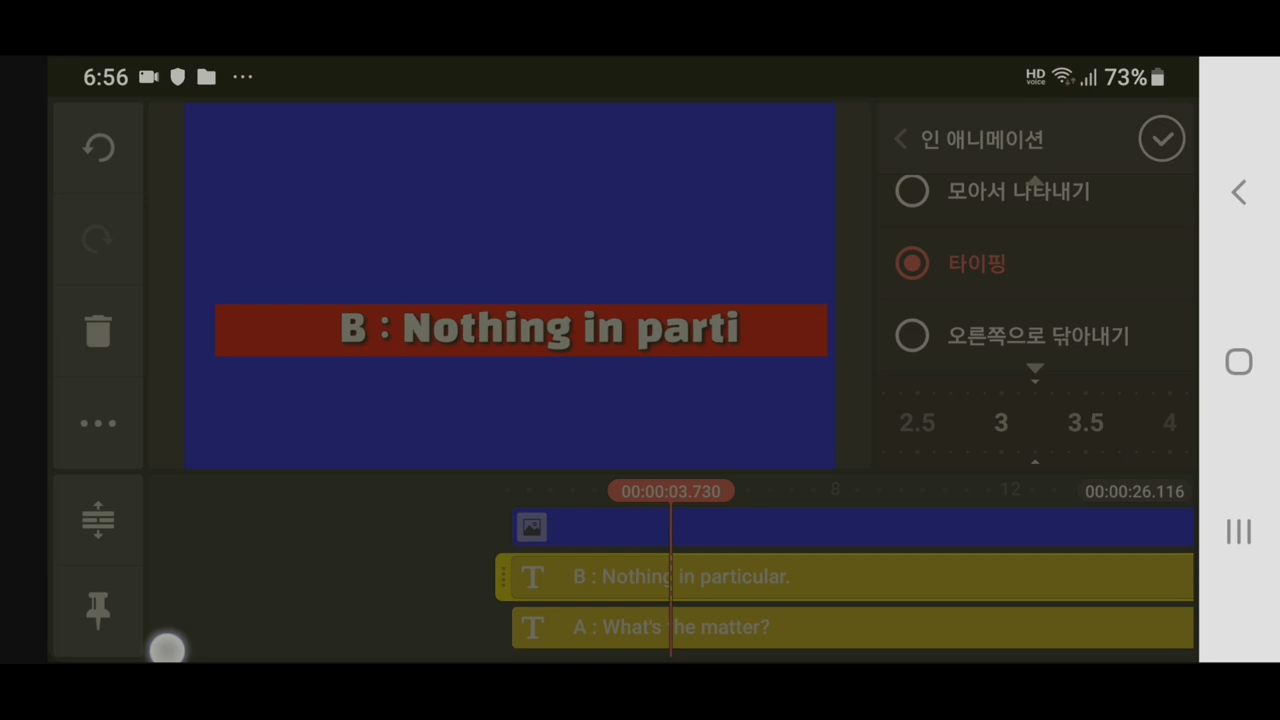 6:56
HD voice 73%
인 애니메이션
모아서 나타내기
타이핑
오른쪽으로 닦아내기
2.5 3 3.5 4
B : Nothing in parti
00:00:03.730 8 12 00:00:26.116
T B : Nothing in particular.
T A : What's the matter?